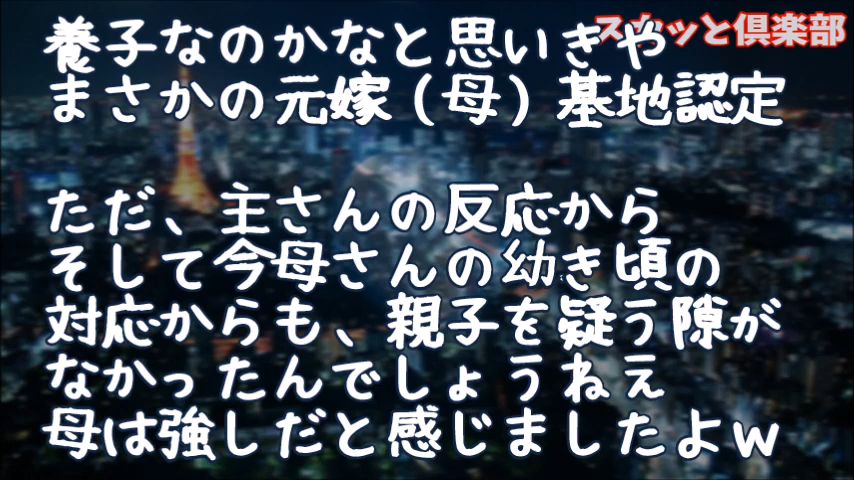 養子なのかなと思いきや
スカッと倶楽部
まさかの元嫁（母）基地認定
ただ、主さんの反応から
そして今母さんの幼き頃の
対応からも、親子を疑う隙が
なかったんでしょうねえ
母は強しだと感じましたよｗ